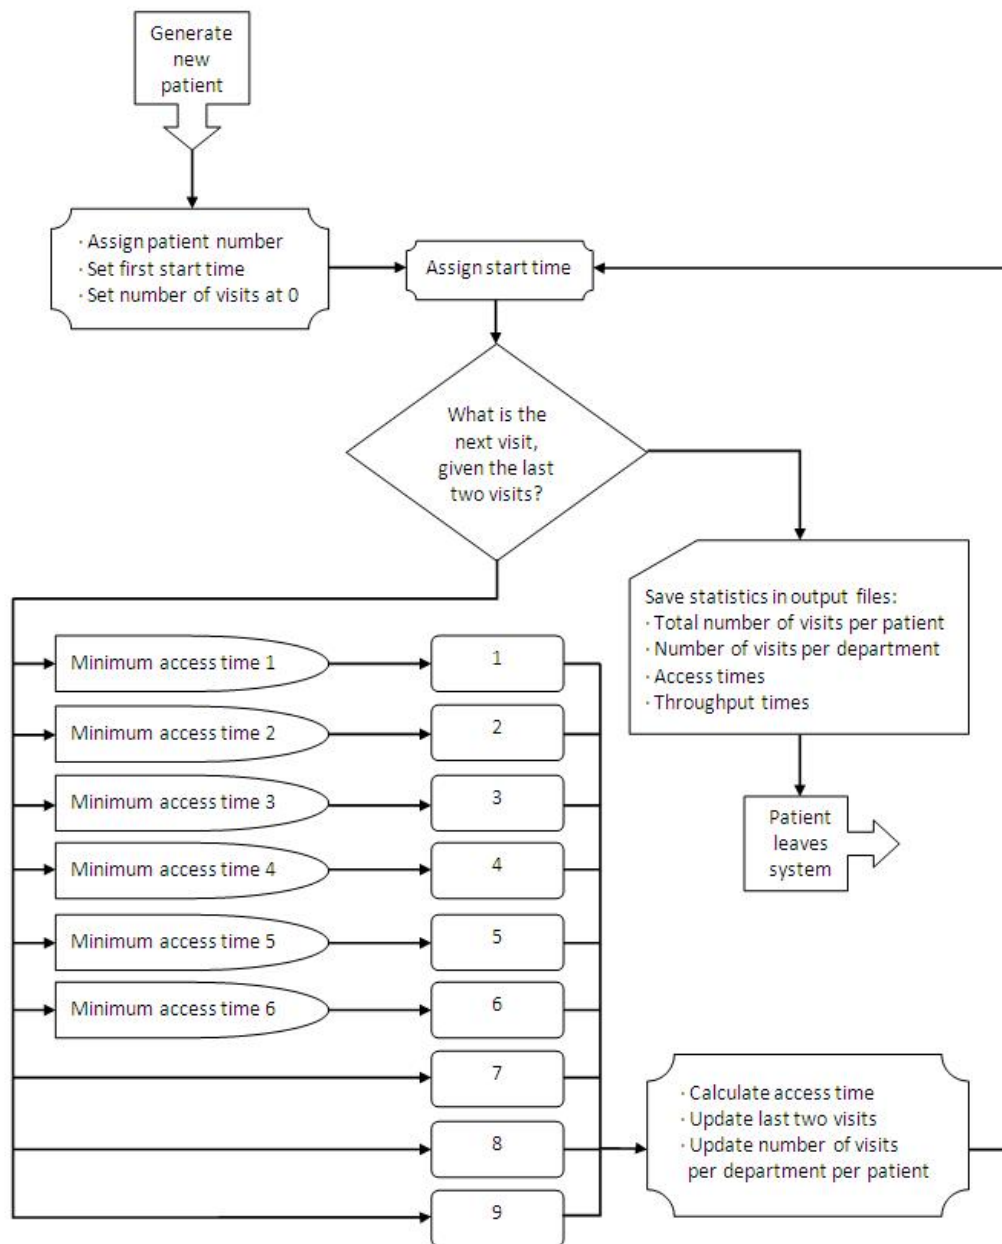 Generate
new
patient
· Assign patient number
· Set first start time
· Set number of visits at 0
Assign start time
What is the
next visit,
given the last
two visits?
Save statistics in output files:
· Total number of visits per patient
· Number of visits per department
· Access times
· Throughput times
Patient
leaves
system
Minimum access time 1
1
Minimum access time 2
2
Minimum access time 3
3
Minimum access time 4
4
Minimum access time 5
5
Minimum access time 6
6
7
8
9
· Calculate access time
· Update last two visits
· Update number of visits
per department per patient